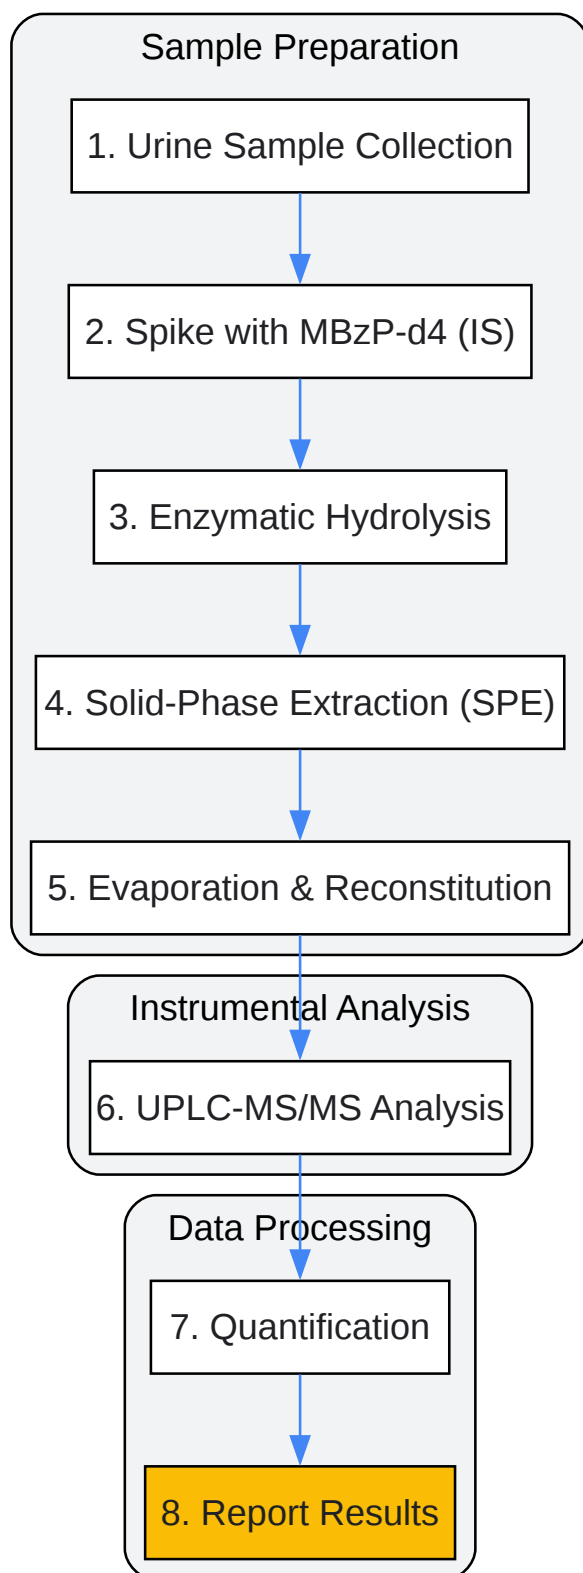 Sample Preparation
1. Urine Sample Collection
2. Spike with MBzP-d4 (IS)
3. Enzymatic Hydrolysis
4. Solid-Phase Extraction (SPE)
5. Evaporation & Reconstitution
Instrumental Analysis
6. UPLC-MS/MS Analysis
Data Processing
7. Quantification
8. Report Results